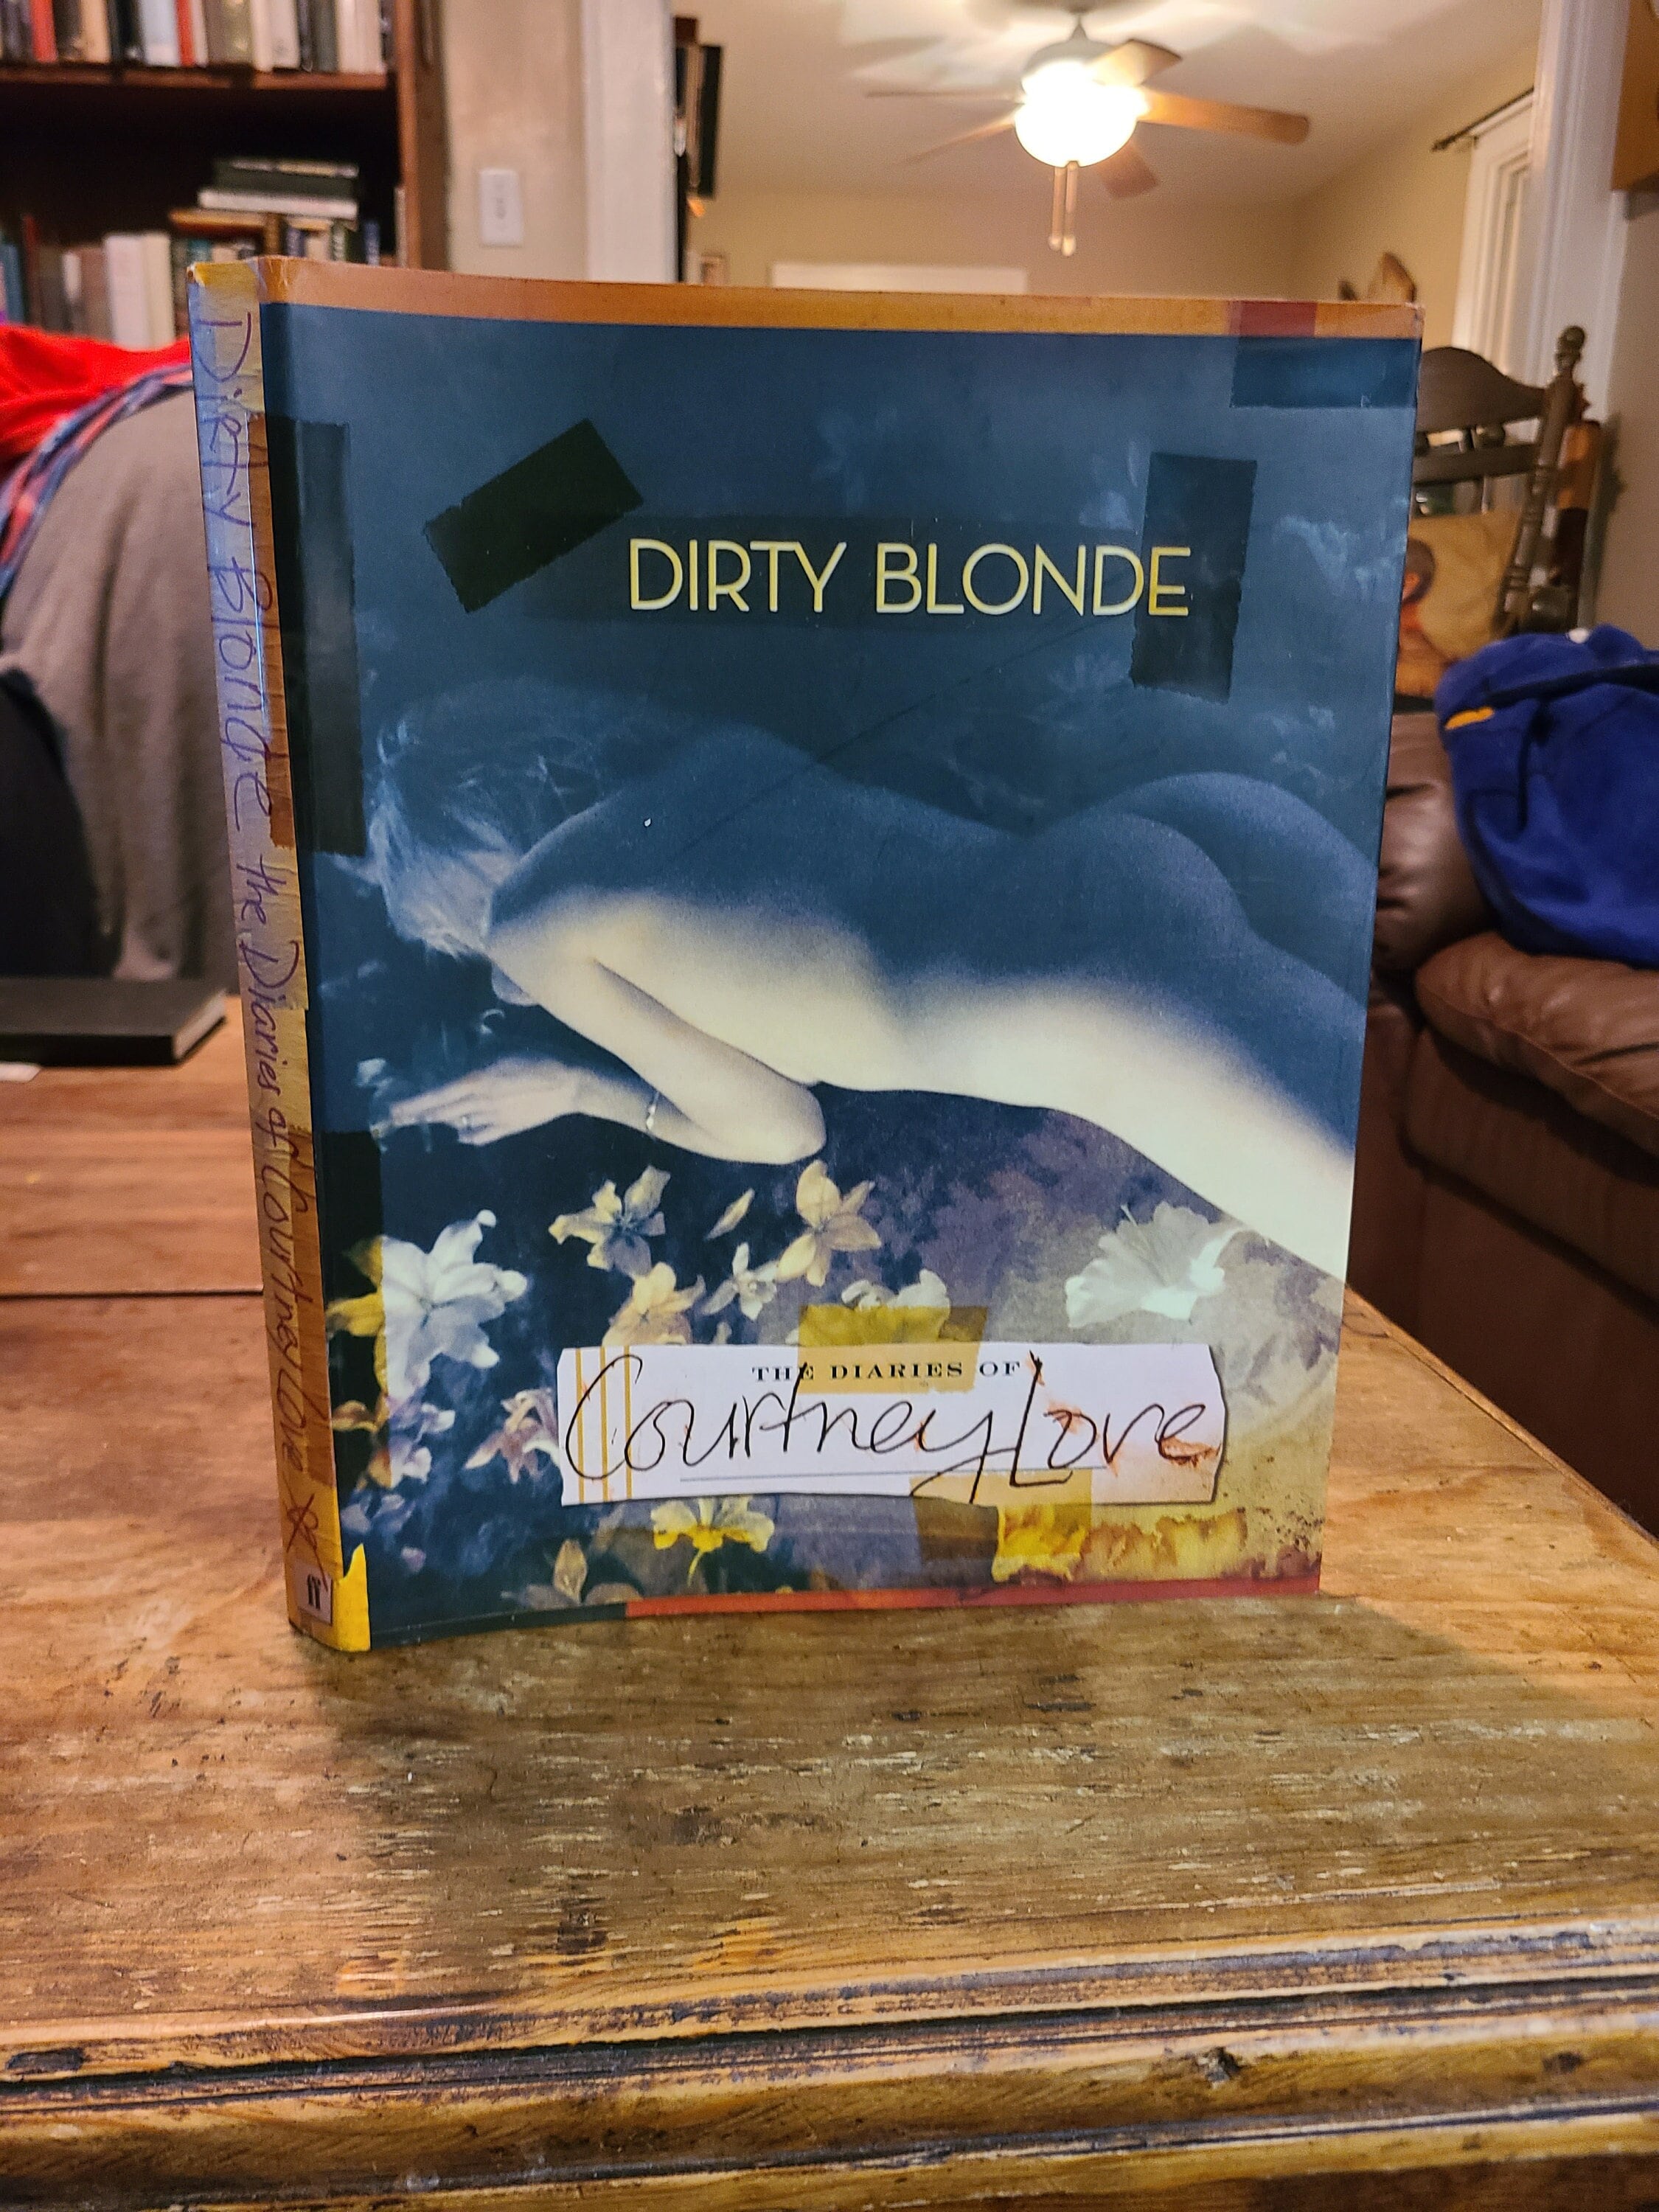 DIRTY BLONDE
THE DIARIES OF
Courtney Love
Dirty Blonde the Diaries of Courtney Love
ff